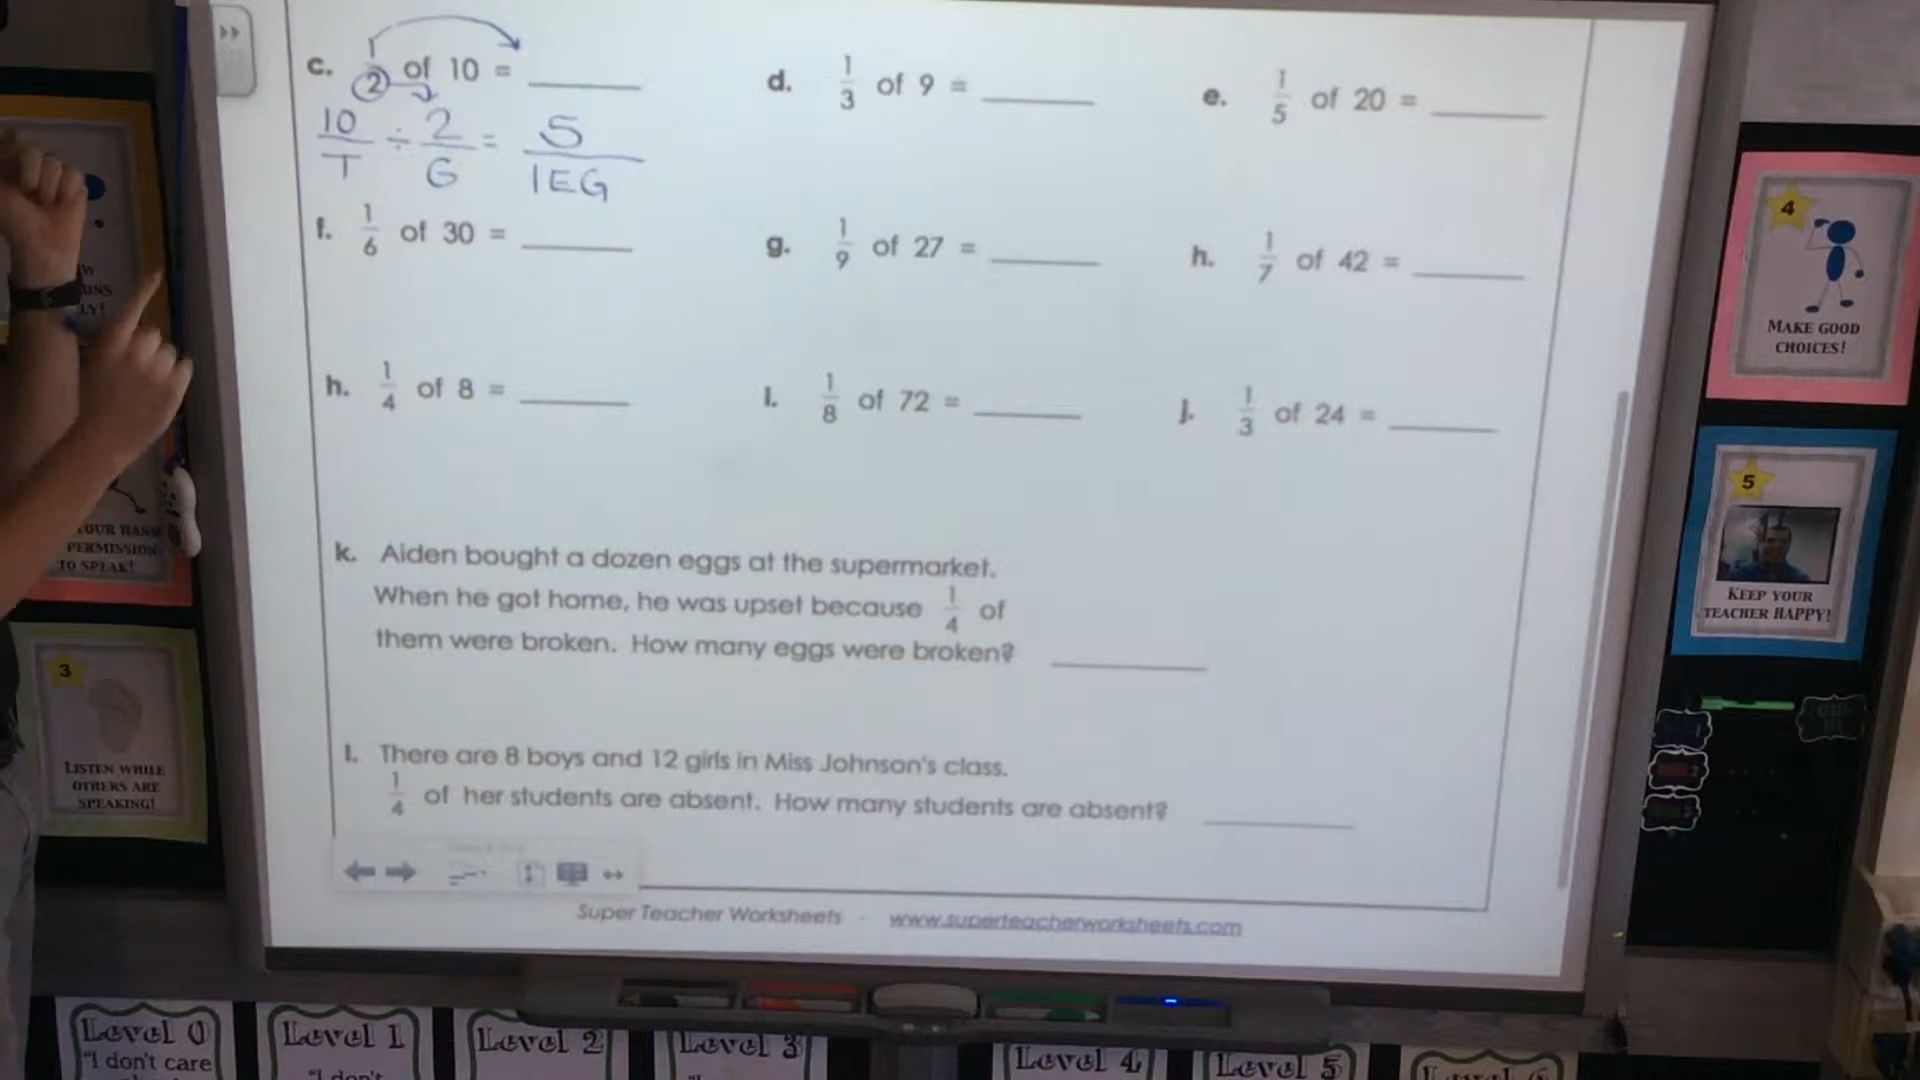 c. 1/2 of 10 = ______
10/T ÷ 2/G = 5/1EG
d. 1/3 of 9 = ______
e. 1/5 of 20 = ______
f. 1/6 of 30 = ______
g. 1/9 of 27 = ______
h. 1/7 of 42 = ______
h. 1/4 of 8 = ______
i. 1/8 of 72 = ______
j. 1/3 of 24 = ______
k. Aiden bought a dozen eggs at the supermarket.
When he got home, he was upset because 1/4 of
them were broken. How many eggs were broken? ______
l. There are 8 boys and 12 girls in Miss Johnson's class.
1/4 of her students are absent. How many students are absent? ______
Super Teacher Worksheets - www.superteacherworksheets.com
PERMISSION
TO SPEAK!
3
LISTEN WHILE
OTHERS ARE
SPEAKING!
4
MAKE GOOD
CHOICES!
5
KEEP YOUR
TEACHER HAPPY!
Level 0
"I don't care
Level 1
"I don't
Level 2
Level 3
Level 4
Level 5